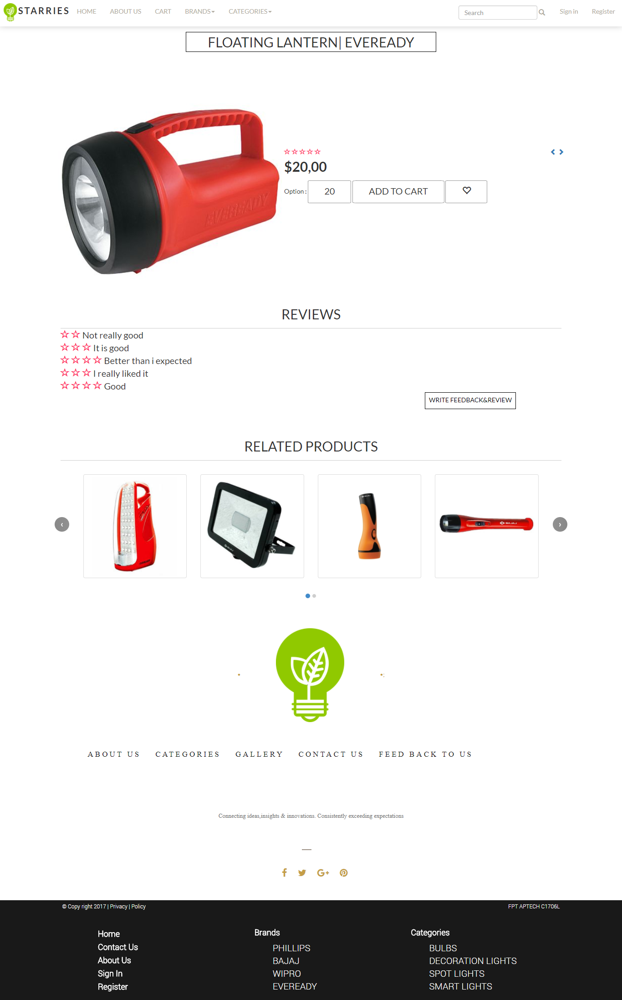 STARRIES HOME ABOUT US CART BRANDS CATEGORIES Search Sign in Register
FLOATING LANTERN| EVEREADY
$20,00
Option : 20 ADD TO CART
EVEREADY
REVIEWS
Not really good
It is good
Better than i expected
I really liked it
Good
WRITE FEEDBACK&REVIEW
RELATED PRODUCTS
EVEREADY
BAJAJ
BAJAJ
BAJAJ
ABOUT US CATEGORIES GALLERY CONTACT US FEED BACK TO US
Connecting ideas,insights & innovations. Consistently exceeding expectations
© Copy right 2017 | Privacy | Policy FPT APTECH C1706L
Home
Contact Us
About Us
Sign In
Register
Brands
PHILLIPS
BAJAJ
WIPRO
EVEREADY
Categories
BULBS
DECORATION LIGHTS
SPOT LIGHTS
SMART LIGHTS